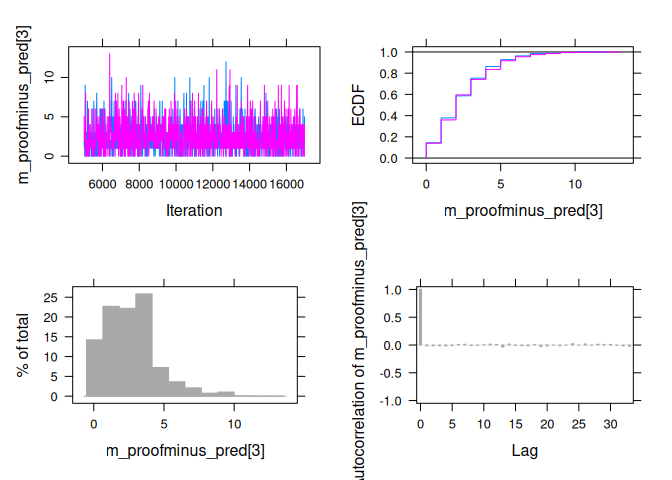 m_proofminus_pred[3]
10
5
0
6000 8000 10000 12000 14000 16000
Iteration
ECDF
1.0
0.8
0.6
0.4
0.2
0.0
0 5 10
m_proofminus_pred[3]
% of total
25
20
15
10
5
0
0 5 10
m_proofminus_pred[3]
of m_proofminus_pred[3]
1.0
0.5
0.0
-0.5
-1.0
0 5 10 15 20 25 30
Lag